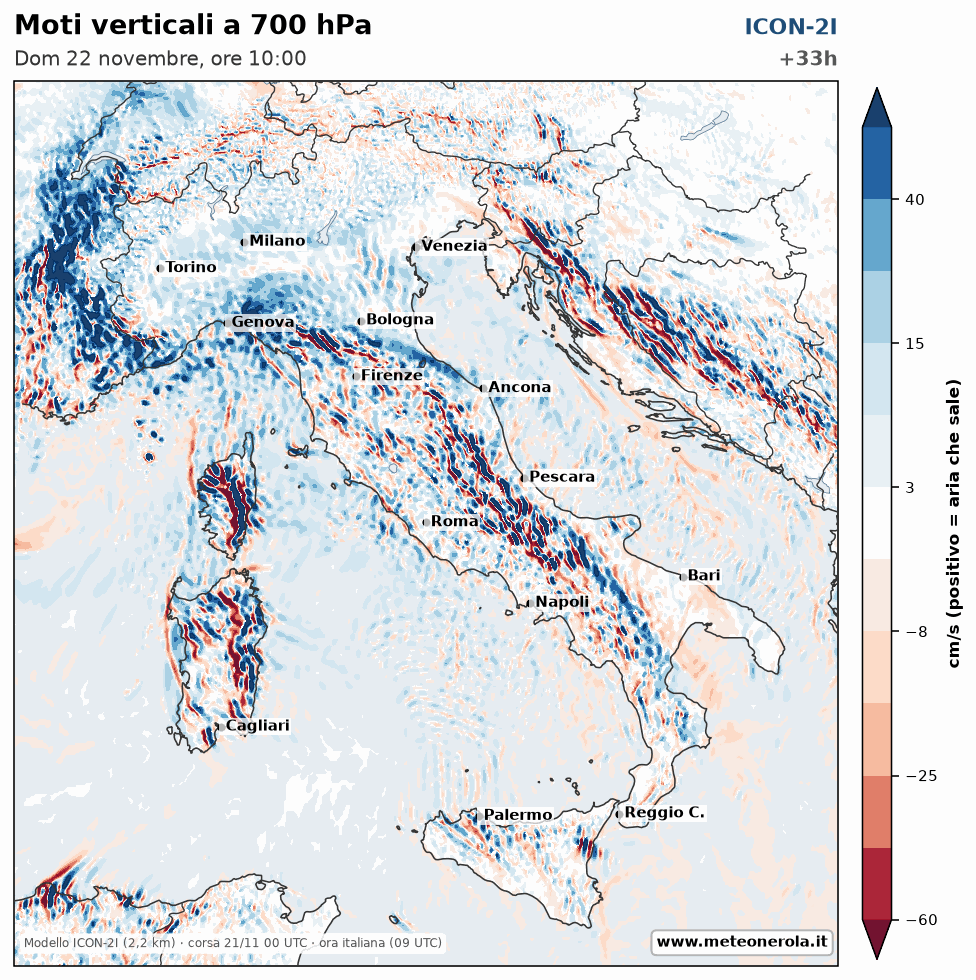 Moti verticali a 700 hPa
ICON-2I
Dom 22 novembre, ore 10:00
+33h
Milano
Venezia
Torino
Genova
Bologna
Firenze
Ancona
Pescara
Roma
Bari
Napoli
Cagliari
Palermo
Reggio C.
40
15
3
−8
−25
−60
cm/s (positivo = aria che sale)
Modello ICON-2I (2,2 km) · corsa 21/11 00 UTC · ora italiana (09 UTC)
www.meteonerola.it